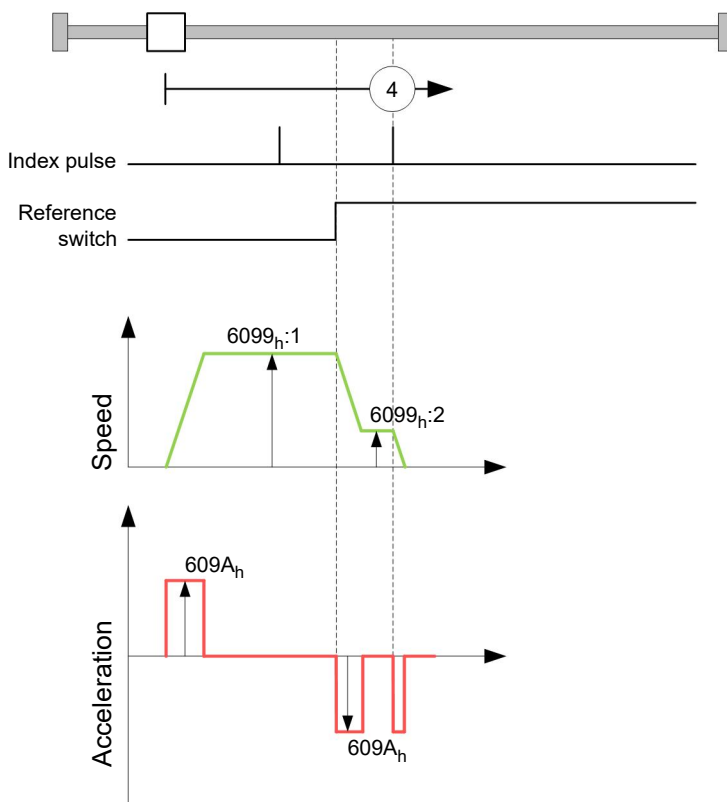 4
Index pulse
Reference
switch
6099h:1
6099h:2
Speed
609Ah
609Ah
Acceleration